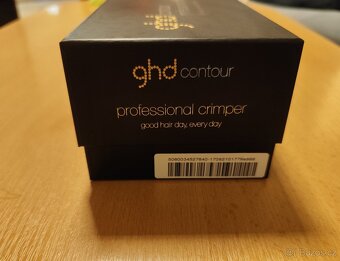 ghd contour
professional crimper
good hair day, every day